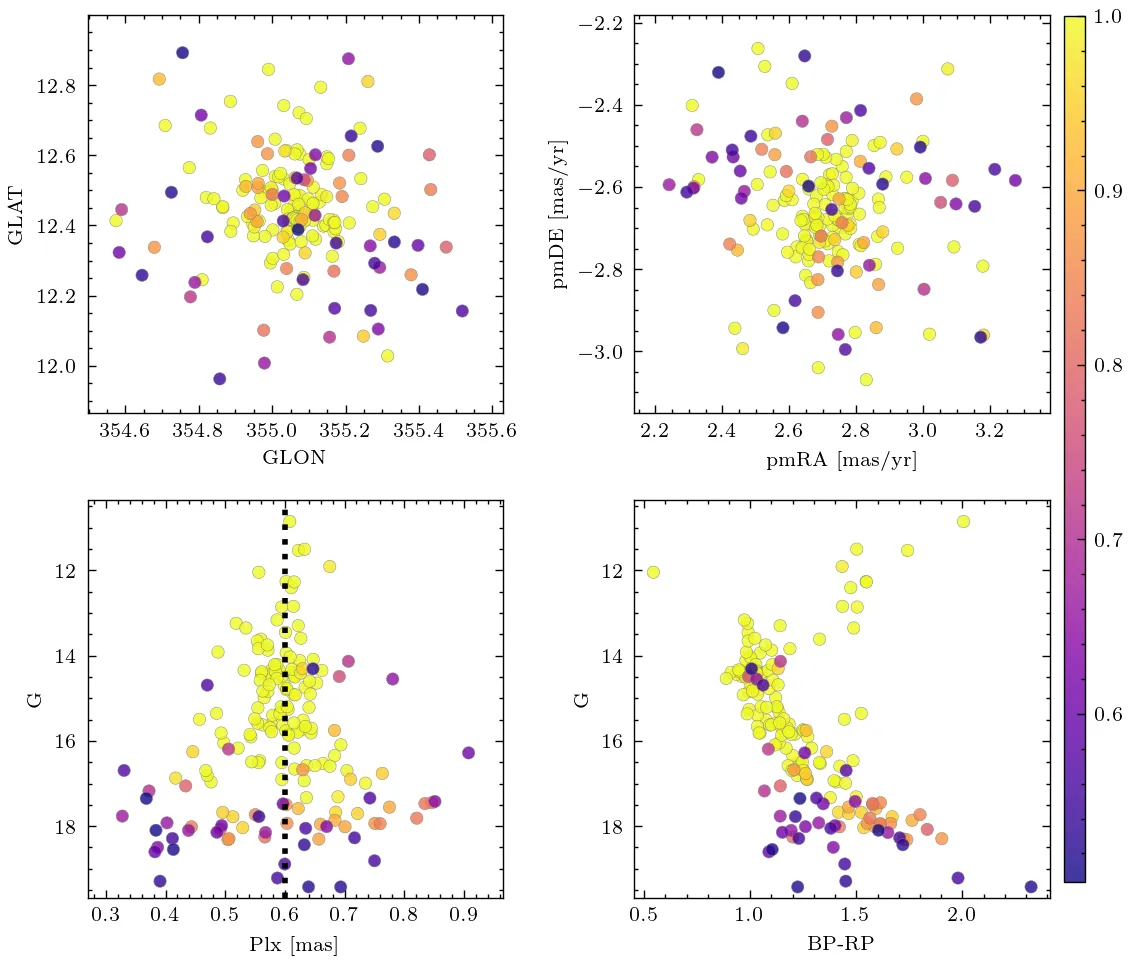 12.8
12.6
12.4
12.2
12.0
GLAT
354.6 354.8 355.0 355.2 355.4 355.6
GLON
−2.2
−2.4
−2.6
−2.8
−3.0
pmDE [mas/yr]
2.2 2.4 2.6 2.8 3.0 3.2
pmRA [mas/yr]
12
14
16
18
G
0.3 0.4 0.5 0.6 0.7 0.8 0.9
Plx [mas]
12
14
16
18
G
0.5 1.0 1.5 2.0
BP-RP
1.0
0.9
0.8
0.7
0.6